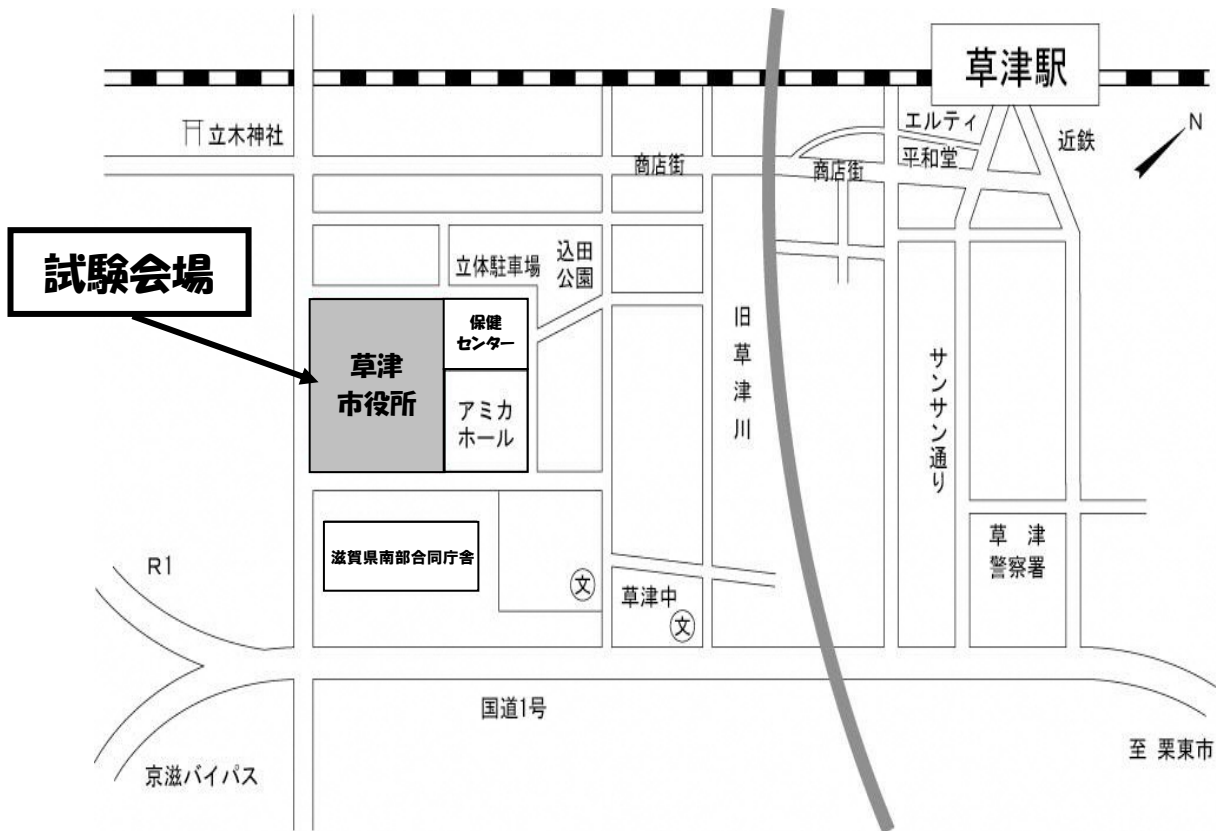 草津駅
N
エルティ
立木神社
近鉄
商店街
平和堂
商店街
試験会場
立体駐車場
込田
公園
保健
センター
草津
市役所
アミカ
ホール
旧草津川
サンサン通り
草津
警察署
滋賀県南部合同庁舎
R1
文
草津中
文
国道1号
至 栗東市
京滋バイパス